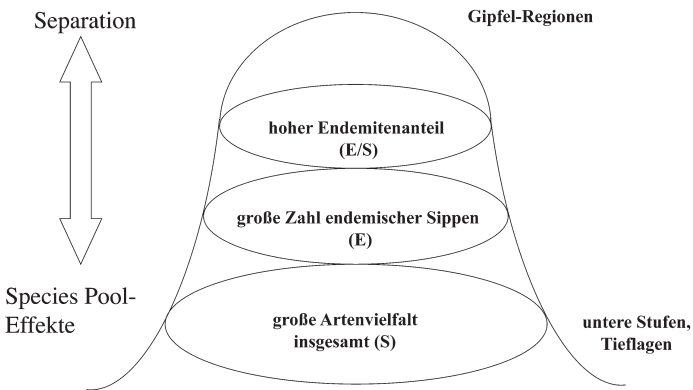 Separation
Gipfel-Regionen
hoher Endemitenanteil
(E/S)
große Zahl endemischer Sippen
(E)
Species Pool-
Effekte
große Artenvielfalt
insgesamt (S)
untere Stufen,
Tieflagen